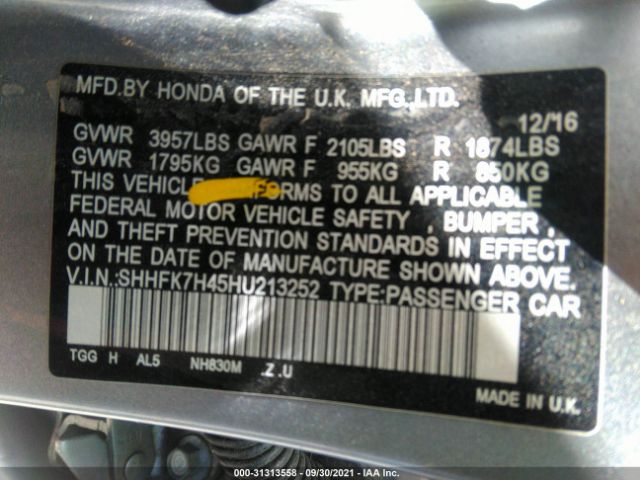 MFD.BY HONDA OF THE U.K. MFG.,LTD.
12/16
GVWR 3957LBS GAWR F 2105LBS R 1874LBS
GVWR 1795KG GAWR F 955KG R 850KG
THIS VEHICLE FORMS TO ALL APPLICABLE
FEDERAL MOTOR VEHICLE SAFETY , BUMPER ,
AND THEFT PREVENTION STANDARDS IN EFFECT
ON THE DATE OF MANUFACTURE SHOWN ABOVE.
V.I.N.:SHHFK7H45HU213252 TYPE:PASSENGER CAR
TGG H AL5 NH830M .Z.U
MADE IN U.K.
000-31313558 - 09/30/2021 - IAA Inc.